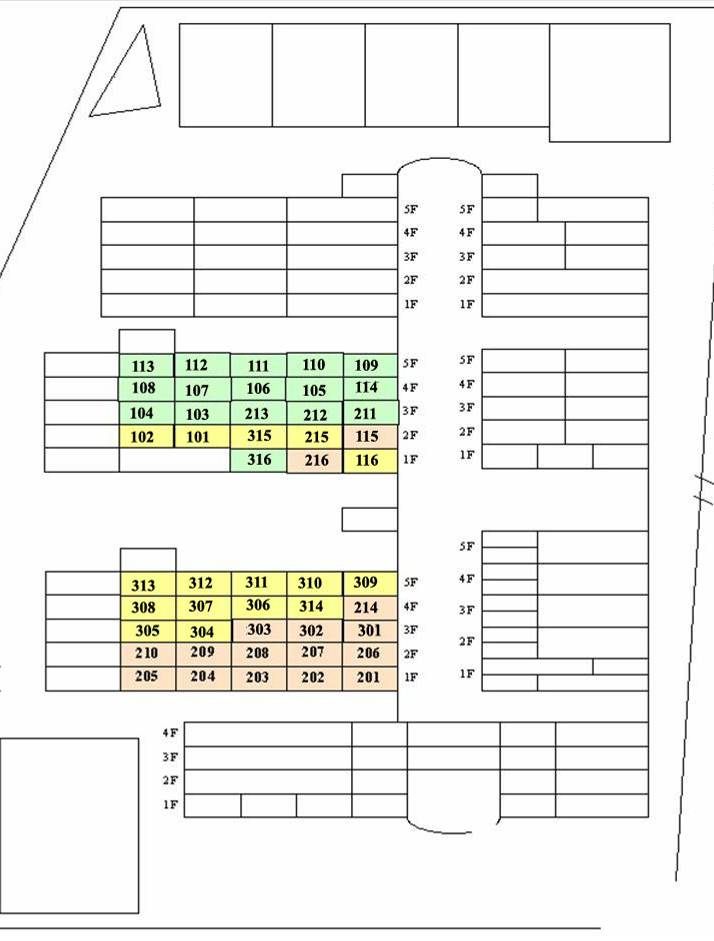 5F 5F
4F 4F
3F 3F
2F 2F
1F 1F
113 112 111 110 109 5F 5F
108 107 106 105 114 4F 4F
104 103 213 212 211 3F 3F
102 101 315 215 115 2F 2F
316 216 116 1F 1F
5F
313 312 311 310 309 5F 4F
308 307 306 314 214 4F 3F
305 304 303 302 301 3F 2F
210 209 208 207 206 2F
205 204 203 202 201 1F 1F
4F
3F
2F
1F